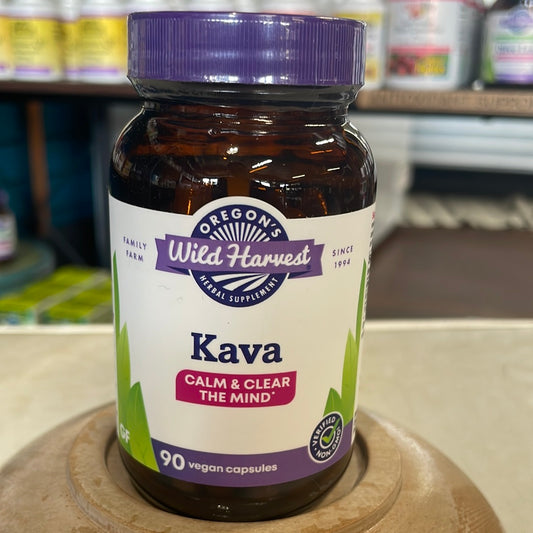 OREGON'S
FAMILY FARM
Wild Harvest
SINCE 1994
HERBAL SUPPLEMENT
Kava
CALM & CLEAR
THE MIND*
VERIFIED
NON-GMO
GF
90 vegan capsules